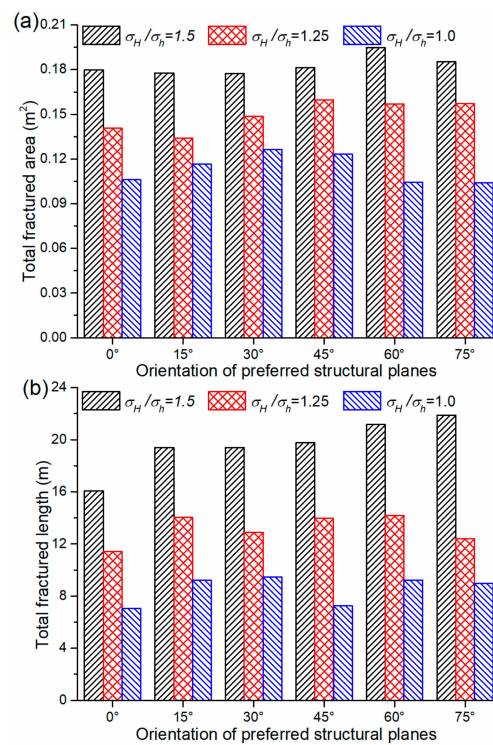 (a)
σH/σh=1.5 σH/σh=1.25 σH/σh=1.0
Total fractured area (m²)
0.21
0.18
0.15
0.12
0.09
0.06
0.03
0.00
0° 15° 30° 45° 60° 75°
Orientation of preferred structural planes
(b)
σH/σh=1.5 σH/σh=1.25 σH/σh=1.0
Total fractured length (m)
24
20
16
12
8
4
0
0° 15° 30° 45° 60° 75°
Orientation of preferred structural planes